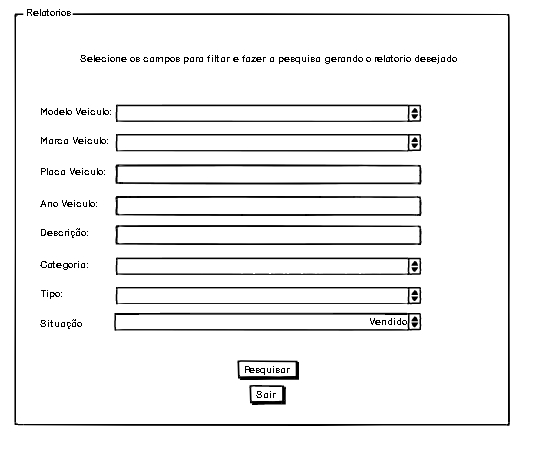 Relatorios
Selecione os campos para filtar e fazer a pesquisa gerando o relatorio desejado
Modelo Veiculo:
Marca Veiculo:
Placa Veiculo:
Ano Veiculo:
Descrição:
Categoria:
Tipo:
Situação Vendido
Pesquisar
Sair